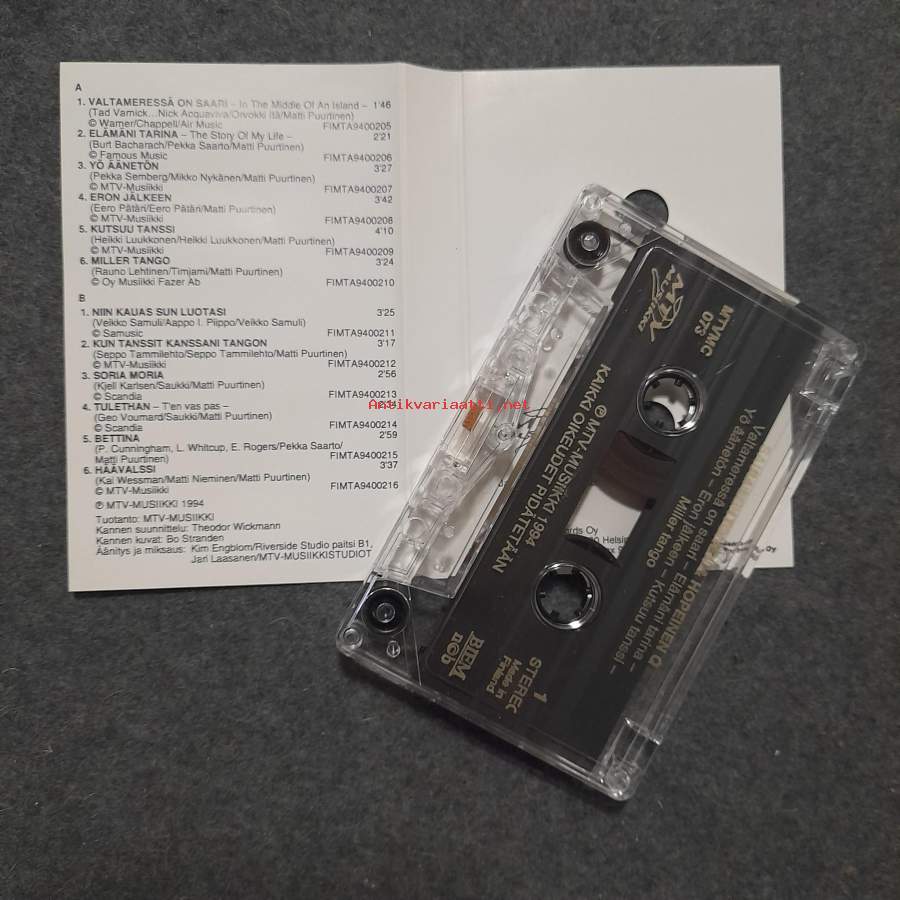 A
1. VALTAMERESSÄ ON SAARI – In The Middle Of An Island – 1'46
(Tad Varnick...Nick Acquaviva/Orvokki Itä/Matti Puurtinen)
© Warner/Chappell/Air Music FIMTA9400205
2. ELÄMÄNI TARINA – The Story Of My Life – 2'21
(Burt Bacharach/Pekka Saarto/Matti Puurtinen)
© Famous Music FIMTA9400206
3. YÖ ÄÄNETÖN 3'27
(Pekka Semberg/Mikko Nykänen/Matti Puurtinen)
© MTV-Musiikki FIMTA9400207
4. ERON JÄLKEEN 3'42
(Eero Pätäri/Eero Pätäri/Matti Puurtinen)
© MTV-Musiikki FIMTA9400208
5. KUTSUU TANSSI 4'10
(Heikki Luukkonen/Heikki Luukkonen/Matti Puurtinen)
© MTV-Musiikki FIMTA9400209
6. MILLER TANGO 3'24
(Rauno Lehtinen/Timjami/Matti Puurtinen)
© Oy Musiikki Fazer Ab FIMTA9400210
B
1. NIIN KAUAS SUN LUOTASI 3'25
(Veikko Samuli/Aappo I. Piippo/Veikko Samuli)
© Samusic FIMTA9400211
2. KUN TANSSIT KANSSANI TANGON 3'17
(Seppo Tammilehto/Seppo Tammilehto/Matti Puurtinen)
© MTV-Musiikki FIMTA9400212
3. SORIA MORIA 2'56
(Kjell Karlsen/Saukki/Matti Puurtinen)
© Scandia FIMTA9400213
4. TULETHAN – T'en vas pas –
(Geo Voumard/Saukki/Matti Puurtinen)
© Scandia FIMTA9400214
5. BETTINA 2'59
(P. Cunningham, L. Whitcup, E. Rogers/Pekka Saarto/
Matti Puurtinen) FIMTA9400215
6. HÄÄVALSSI 3'37
(Kai Wessman/Matti Nieminen/Matti Puurtinen)
© MTV-Musiikki FIMTA9400216
℗ MTV-MUSIIKKI 1994
Tuotanto: MTV-MUSIIKKI
Kannen suunnittelu: Theodor Wickmann
Kannen kuvat: Bo Stranden
Äänitys ja miksaus: Kim Engblom/Riverside Studio paitsi B1,
Jari Laasanen/MTV-MUSIIKKISTUDIOT
Antikvariaatti.net
MTV
MUSIIKKI
MTVMC
073
℗ MTV-MUSIIKKI 1994
KAIKKI OIKEUDET PIDÄTETÄÄN
HOPEINEN
Valtameressä on saari – Elämäni tarina –
Yö äänetön – Eron jälkeen – Kutsuu tanssi –
Miller tango
BIEM
n©b
1
STEREO
Made in
Finland
Oy
Helsin
Oy